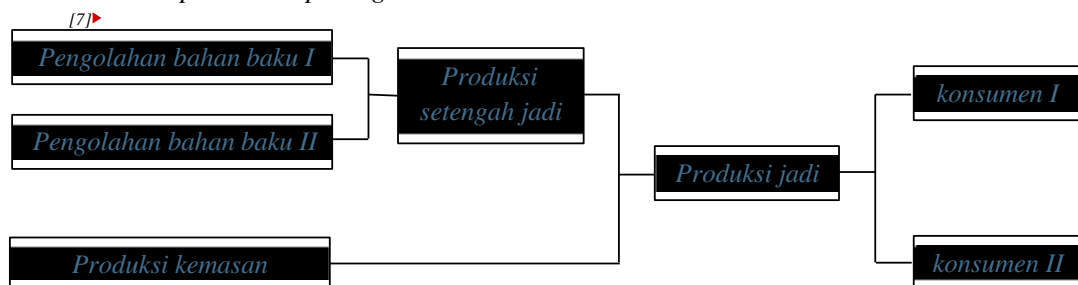 [7]
Pengolahan bahan baku I
Produksi
setengah jadi
konsumen I
Pengolahan bahan baku II
Produksi jadi
Produksi kemasan
konsumen II